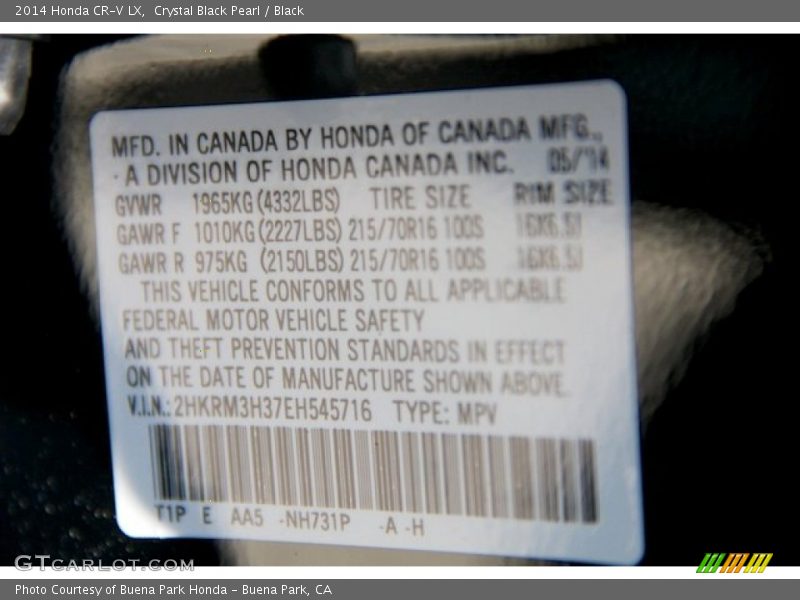 2014 Honda CR-V LX,  Crystal Black Pearl / Black
MFD. IN CANADA BY HONDA OF CANADA MFG.,
A DIVISION OF HONDA CANADA INC. 05/'14
GVWR 1965KG (4332LBS) TIRE SIZE RIM SIZE
GAWR F 1010KG (2227LBS) 215/70R16 100S 16X6.5J
GAWR R 975KG (2150LBS) 215/70R16 100S 16X6.5J
THIS VEHICLE CONFORMS TO ALL APPLICABLE
FEDERAL MOTOR VEHICLE SAFETY
AND THEFT PREVENTION STANDARDS IN EFFECT
ON THE DATE OF MANUFACTURE SHOWN ABOVE.
V.I.N.: 2HKRM3H37EH545716 TYPE: MPV
T1P E AA5 -NH731P -A -H
GTCARLOT.COM
Photo Courtesy of Buena Park Honda - Buena Park, CA